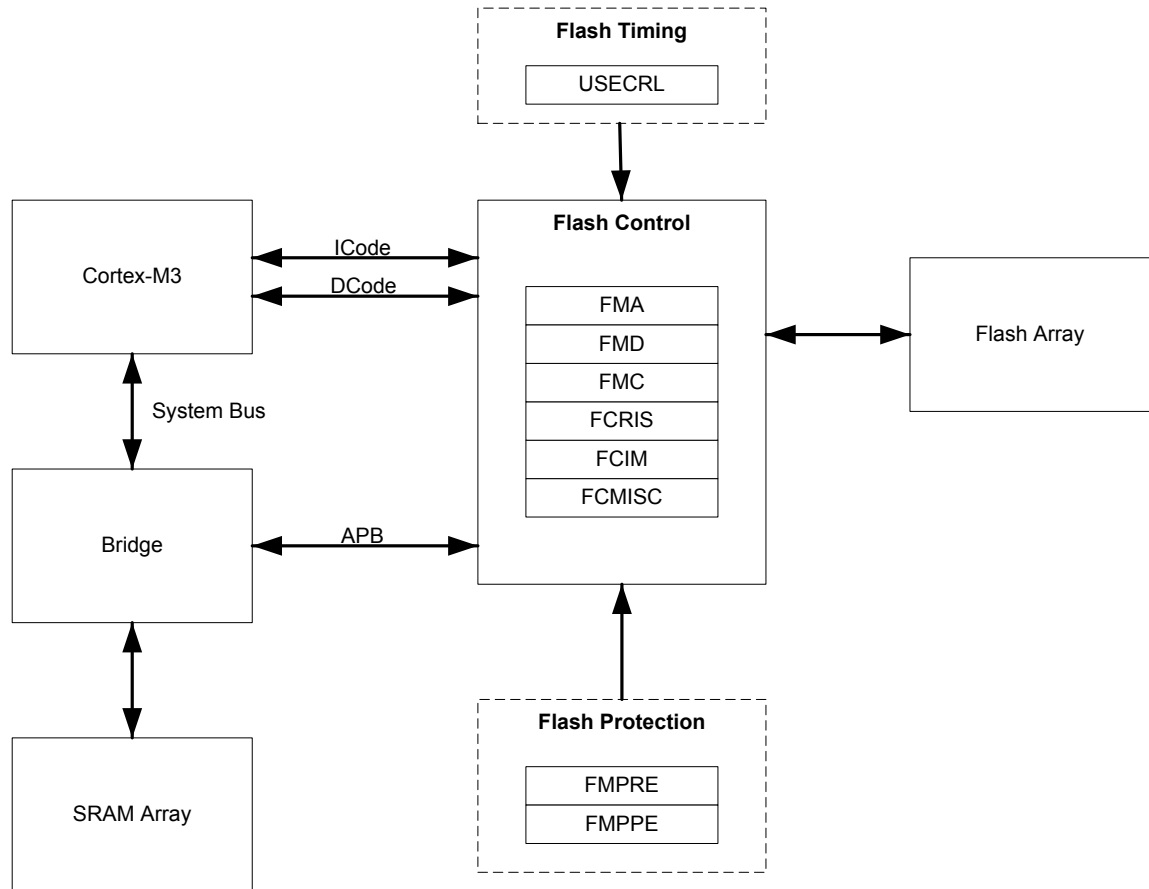 Flash Timing
USECRL
Flash Control
ICode
Cortex-M3
DCode
FMA
FMD
Flash Array
FMC
System Bus
FCRIS
FCIM
FCMISC
Bridge
APB
Flash Protection
FMPRE
SRAM Array
FMPPE